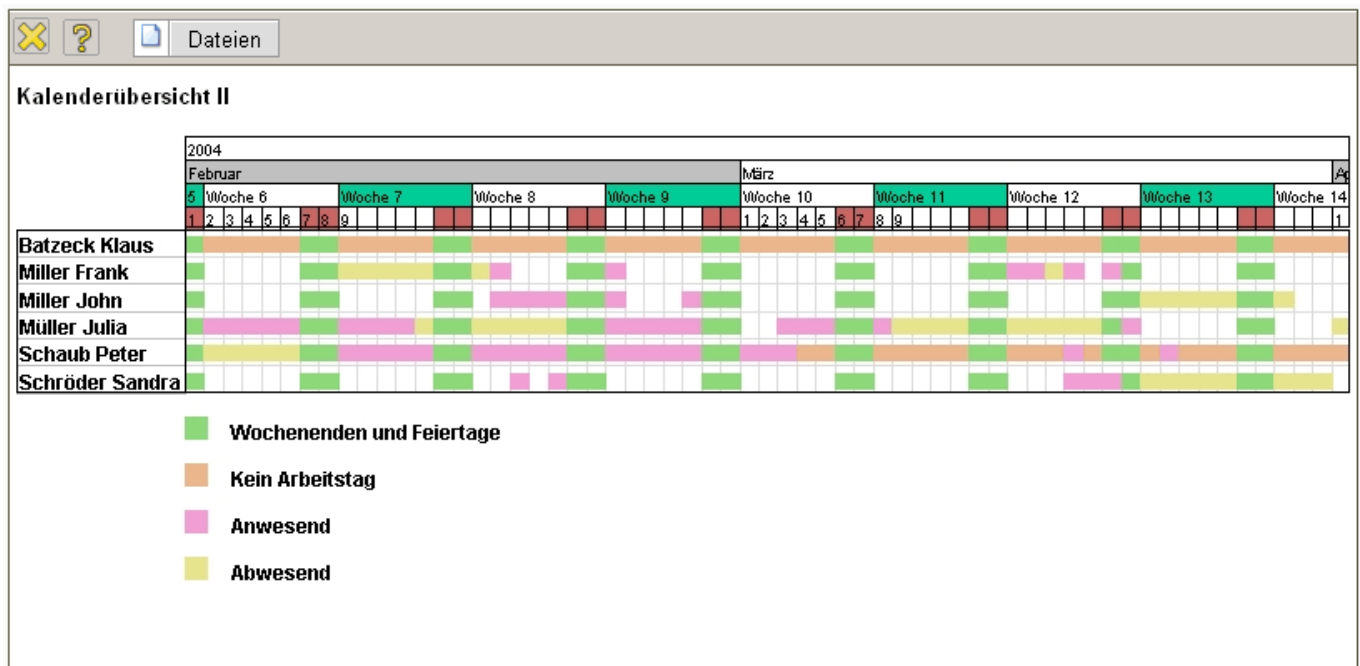 Dateien
Kalenderübersicht II
2004
Februar März
5 Woche 6 Woche 7 Woche 8 Woche 9 Woche 10 Woche 11 Woche 12 Woche 13 Woche 14
1 2 3 4 5 6 7 8 9 1 2 3 4 5 6 7 8 9 1
Batzeck Klaus
Miller Frank
Miller John
Müller Julia
Schaub Peter
Schröder Sandra
Wochenenden und Feiertage
Kein Arbeitstag
Anwesend
Abwesend